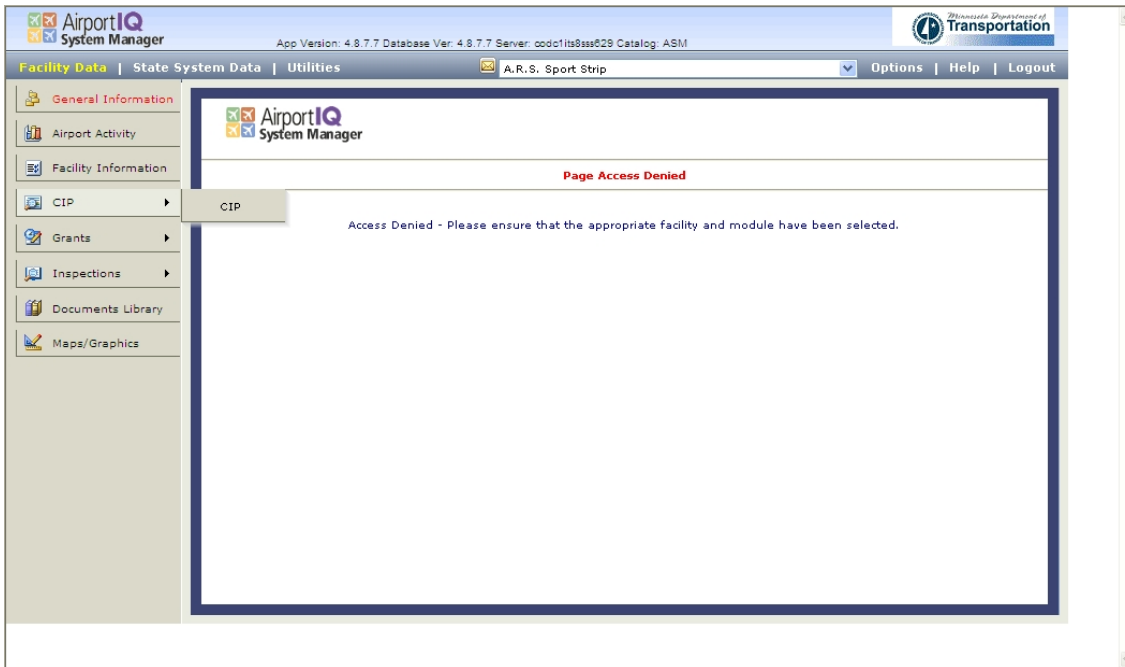 AirportIQ
System Manager
App Version: 4.8.7.7 Database Ver: 4.8.7.7 Server: codc1its8sss629 Catalog: ASM
Minnesota Department of
Transportation
Facility Data | State System Data | Utilities
A.R.S. Sport Strip
Options | Help | Logout
General Information
Airport Activity
Facility Information
CIP
Grants
Inspections
Documents Library
Maps/Graphics
CIP
AirportIQ
System Manager
Page Access Denied
Access Denied - Please ensure that the appropriate facility and module have been selected.